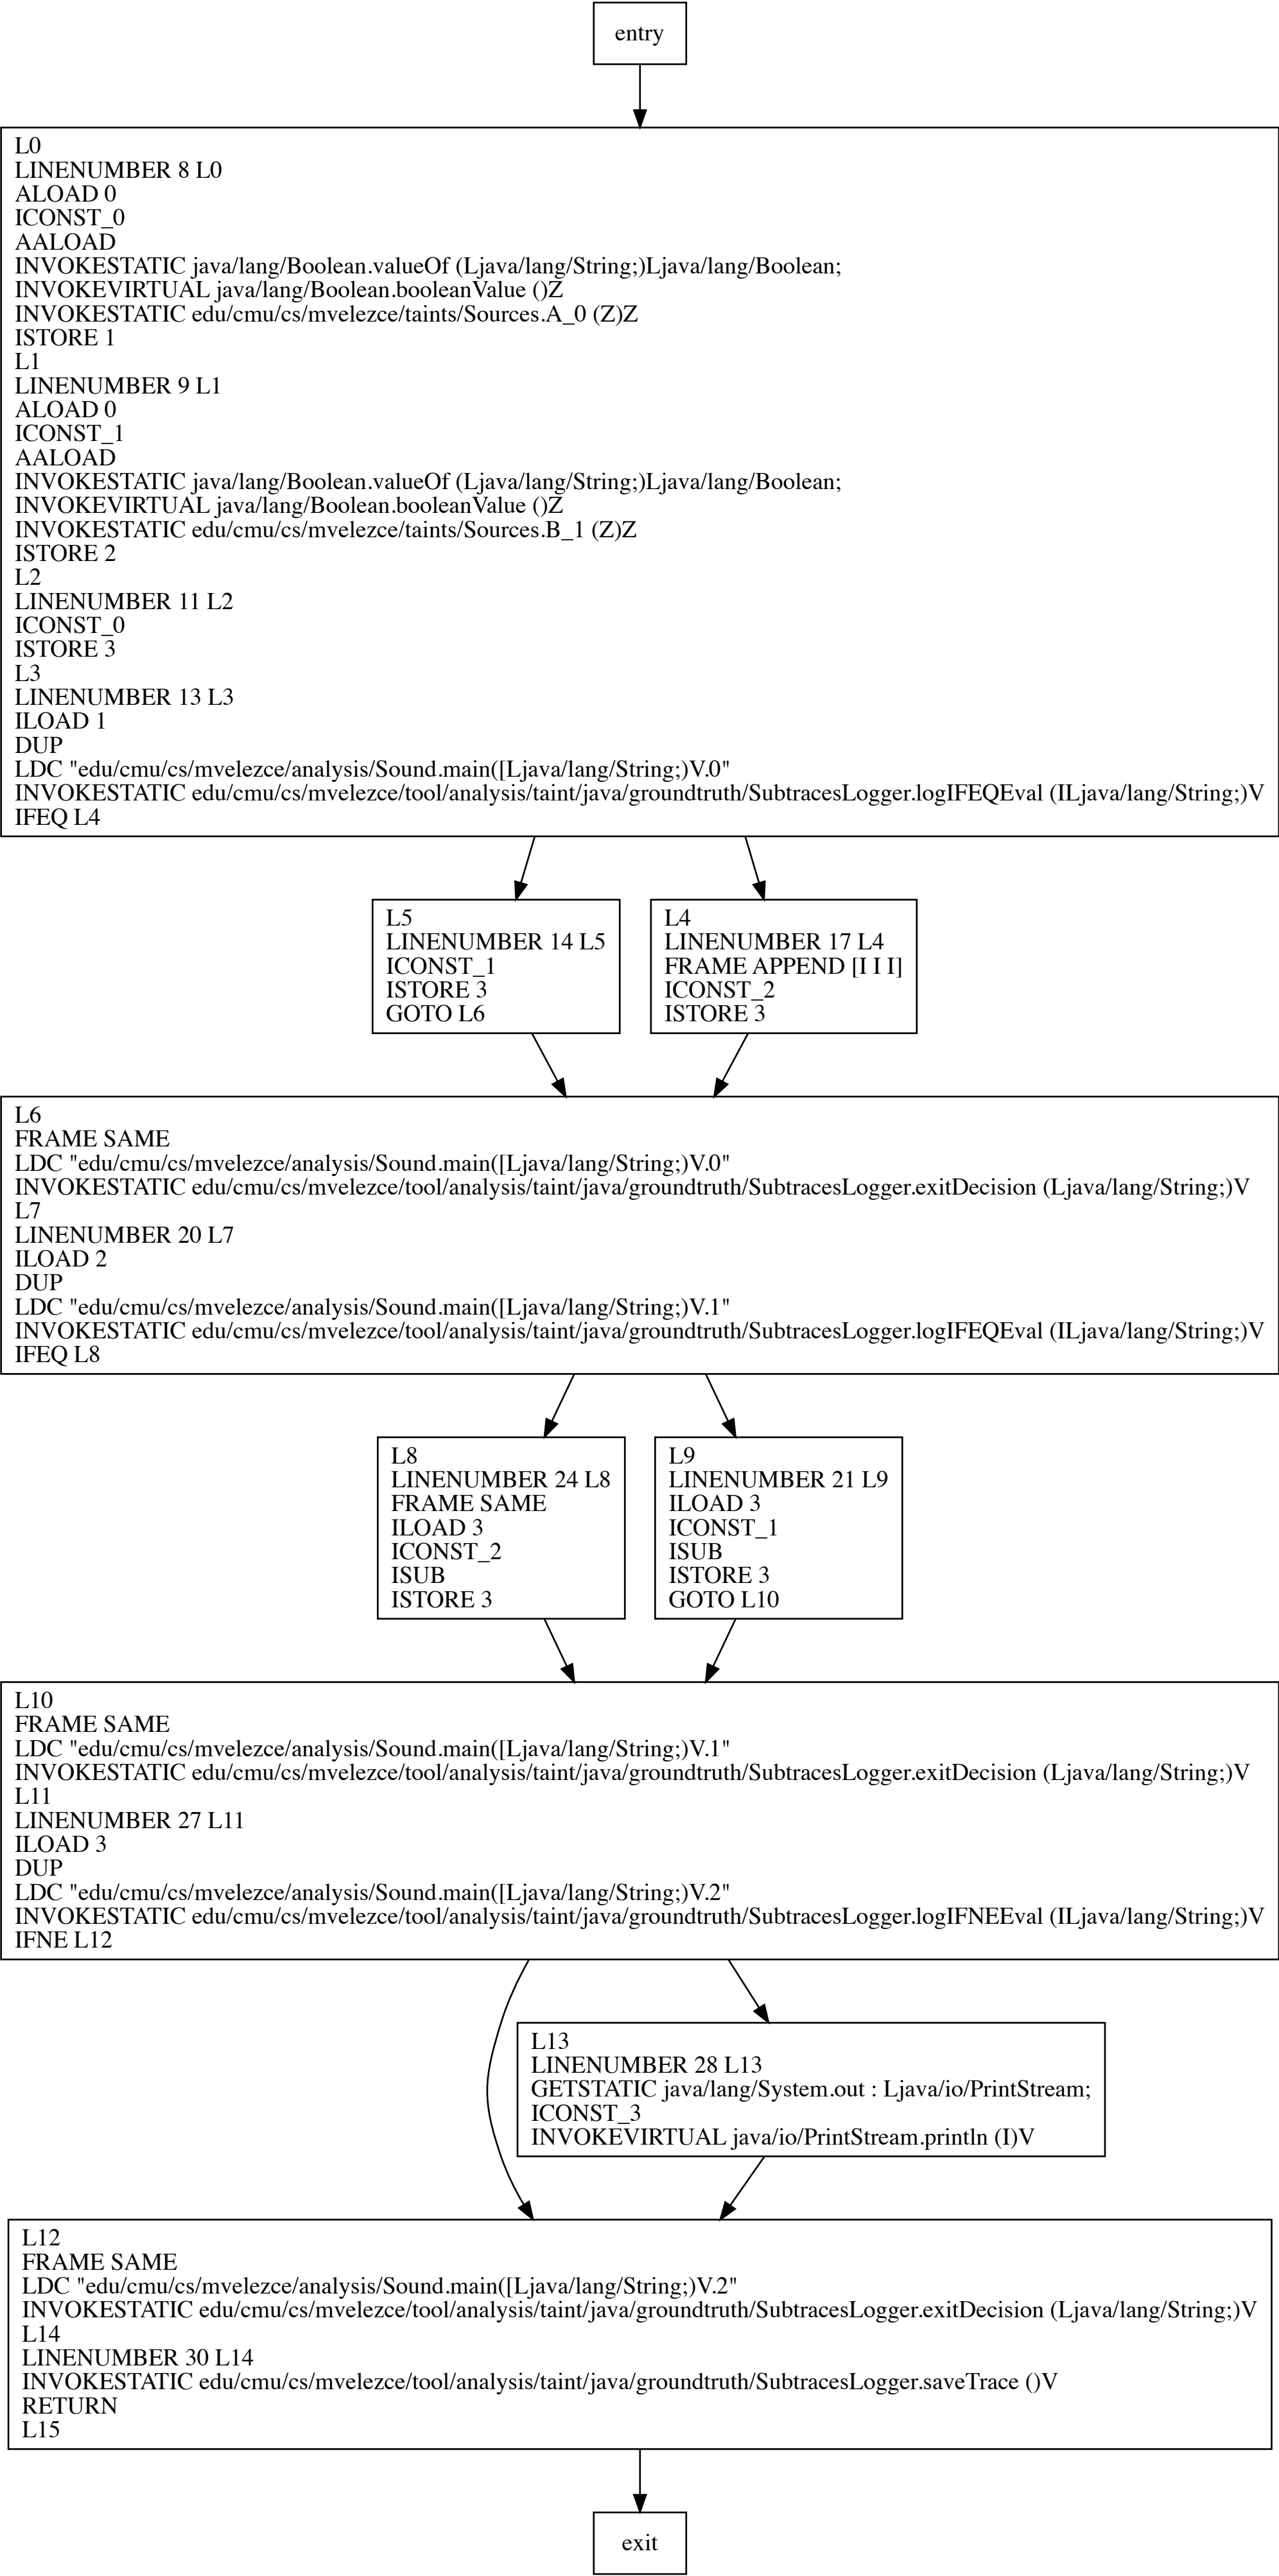 entry
L0
LINENUMBER 8 L0
ALOAD 0
ICONST_0
AALOAD
INVOKESTATIC java/lang/Boolean.valueOf (Ljava/lang/String;)Ljava/lang/Boolean;
INVOKEVIRTUAL java/lang/Boolean.booleanValue ()Z
INVOKESTATIC edu/cmu/cs/mvelezce/taints/Sources.A_0 (Z)Z
ISTORE 1
L1
LINENUMBER 9 L1
ALOAD 0
ICONST_1
AALOAD
INVOKESTATIC java/lang/Boolean.valueOf (Ljava/lang/String;)Ljava/lang/Boolean;
INVOKEVIRTUAL java/lang/Boolean.booleanValue ()Z
INVOKESTATIC edu/cmu/cs/mvelezce/taints/Sources.B_1 (Z)Z
ISTORE 2
L2
LINENUMBER 11 L2
ICONST_0
ISTORE 3
L3
LINENUMBER 13 L3
ILOAD 1
DUP
LDC "edu/cmu/cs/mvelezce/analysis/Sound.main([Ljava/lang/String;)V.0"
INVOKESTATIC edu/cmu/cs/mvelezce/tool/analysis/taint/java/groundtruth/SubtracesLogger.logIFEQEval (ILjava/lang/String;)V
IFEQ L4
L5
LINENUMBER 14 L5
ICONST_1
ISTORE 3
GOTO L6
L4
LINENUMBER 17 L4
FRAME APPEND [I I I]
ICONST_2
ISTORE 3
L6
FRAME SAME
LDC "edu/cmu/cs/mvelezce/analysis/Sound.main([Ljava/lang/String;)V.0"
INVOKESTATIC edu/cmu/cs/mvelezce/tool/analysis/taint/java/groundtruth/SubtracesLogger.exitDecision (Ljava/lang/String;)V
L7
LINENUMBER 20 L7
ILOAD 2
DUP
LDC "edu/cmu/cs/mvelezce/analysis/Sound.main([Ljava/lang/String;)V.1"
INVOKESTATIC edu/cmu/cs/mvelezce/tool/analysis/taint/java/groundtruth/SubtracesLogger.logIFEQEval (ILjava/lang/String;)V
IFEQ L8
L8
LINENUMBER 24 L8
FRAME SAME
ILOAD 3
ICONST_2
ISUB
ISTORE 3
L9
LINENUMBER 21 L9
ILOAD 3
ICONST_1
ISUB
ISTORE 3
GOTO L10
L10
FRAME SAME
LDC "edu/cmu/cs/mvelezce/analysis/Sound.main([Ljava/lang/String;)V.1"
INVOKESTATIC edu/cmu/cs/mvelezce/tool/analysis/taint/java/groundtruth/SubtracesLogger.exitDecision (Ljava/lang/String;)V
L11
LINENUMBER 27 L11
ILOAD 3
DUP
LDC "edu/cmu/cs/mvelezce/analysis/Sound.main([Ljava/lang/String;)V.2"
INVOKESTATIC edu/cmu/cs/mvelezce/tool/analysis/taint/java/groundtruth/SubtracesLogger.logIFNEEval (ILjava/lang/String;)V
IFNE L12
L13
LINENUMBER 28 L13
GETSTATIC java/lang/System.out : Ljava/io/PrintStream;
ICONST_3
INVOKEVIRTUAL java/io/PrintStream.println (I)V
L12
FRAME SAME
LDC "edu/cmu/cs/mvelezce/analysis/Sound.main([Ljava/lang/String;)V.2"
INVOKESTATIC edu/cmu/cs/mvelezce/tool/analysis/taint/java/groundtruth/SubtracesLogger.exitDecision (Ljava/lang/String;)V
L14
LINENUMBER 30 L14
INVOKESTATIC edu/cmu/cs/mvelezce/tool/analysis/taint/java/groundtruth/SubtracesLogger.saveTrace ()V
RETURN
L15
exit